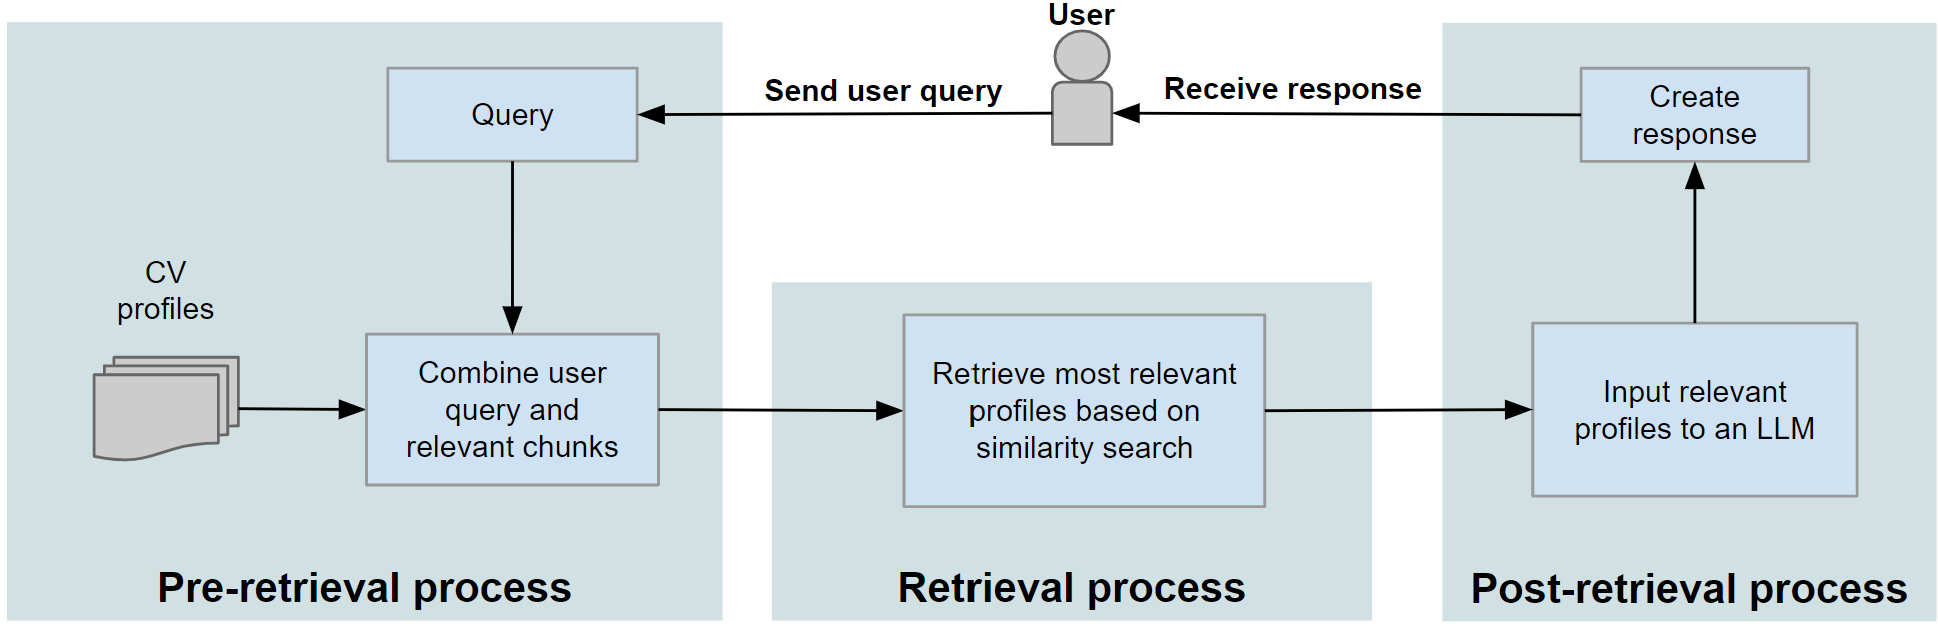 User
Send user query
Receive response
Query
Create
response
CV
profiles
Combine user
query and
relevant chunks
Retrieve most relevant
profiles based on
similarity search
Input relevant
profiles to an LLM
Pre-retrieval process
Retrieval process
Post-retrieval process